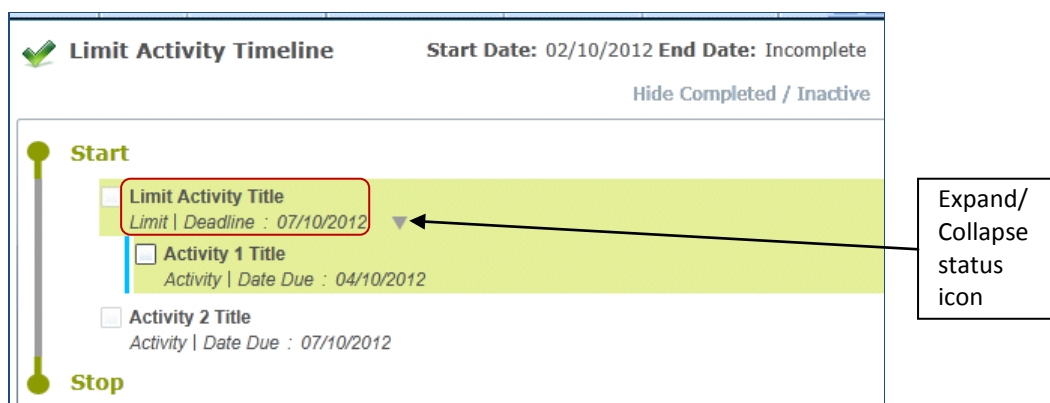 Limit Activity Timeline Start Date: 02/10/2012 End Date: Incomplete
Hide Completed / Inactive
Start
Limit Activity Title
Limit | Deadline : 07/10/2012
Activity 1 Title
Activity | Date Due : 04/10/2012
Activity 2 Title
Activity | Date Due : 07/10/2012
Stop
Expand/
Collapse
status
icon